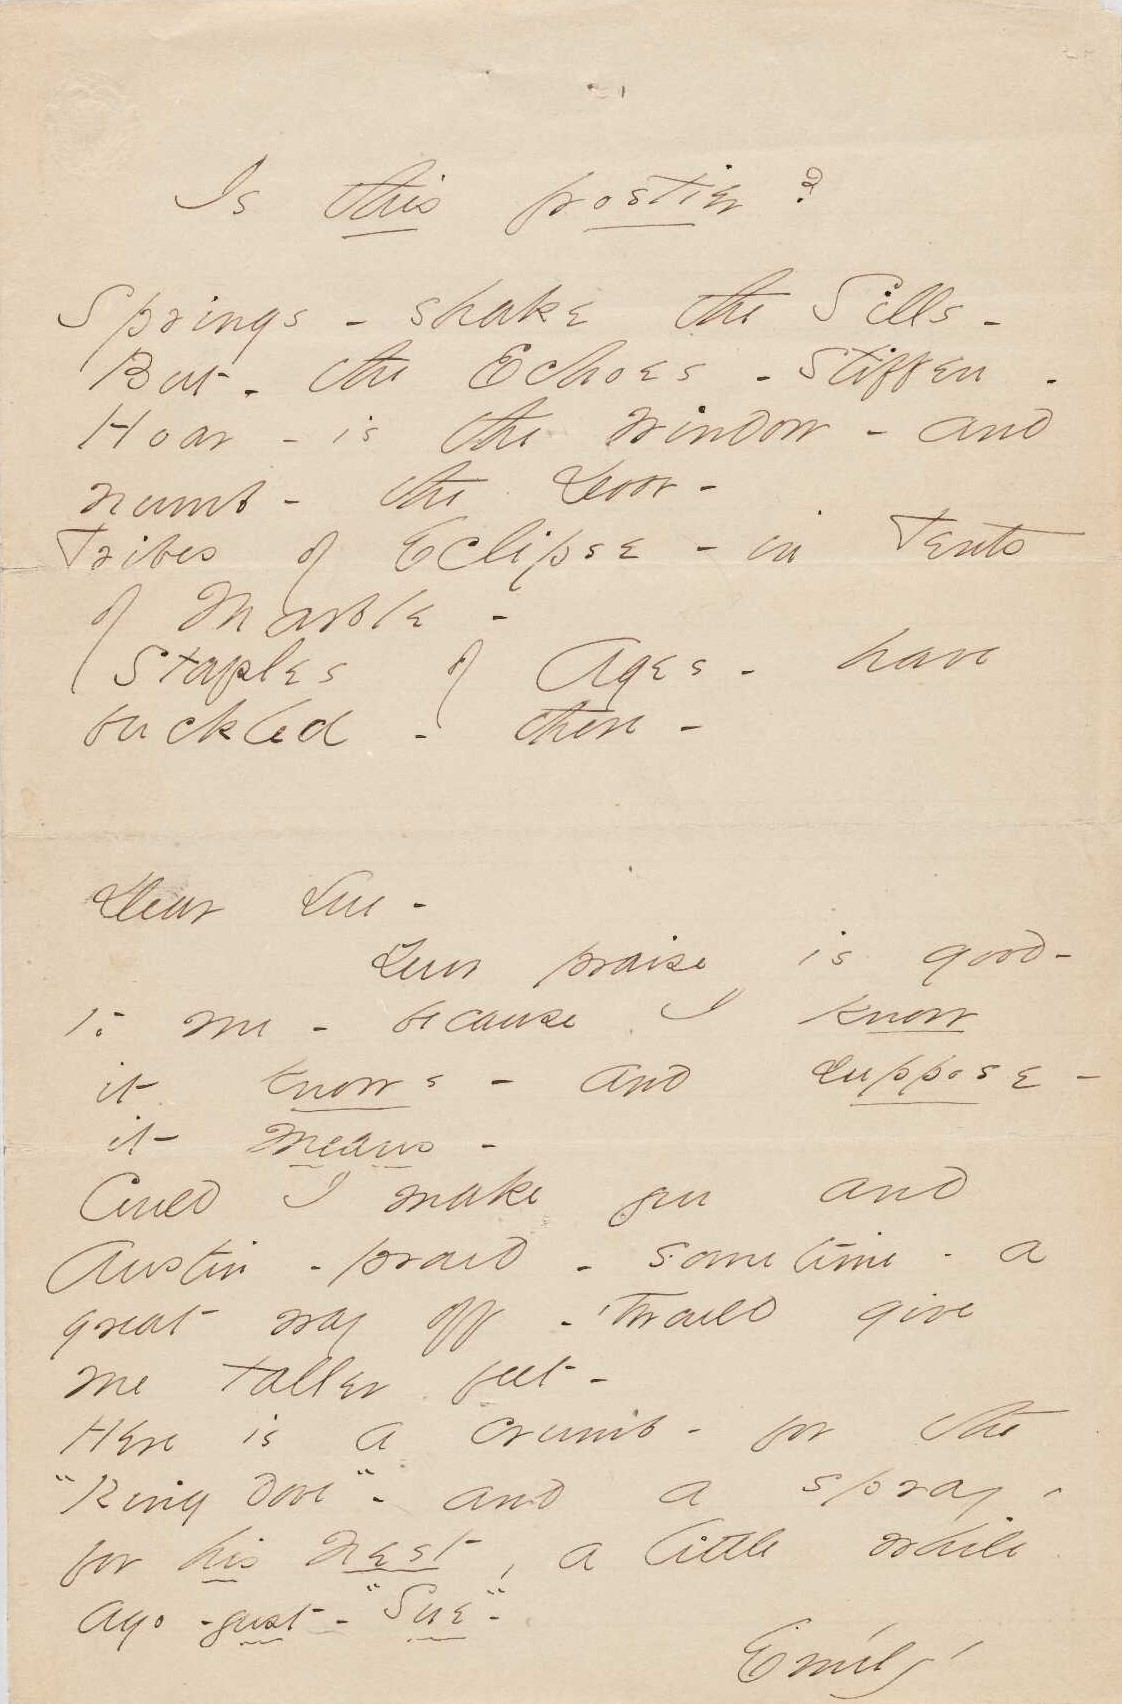 Is this frostier?
Springs - shake the Sills -
But - the Echoes - stiffen -
Hoar - is the Window - and
numb - the Door -
Tribes of Eclipse - in Tents
of Marble -
Staples of Ages - have
buckled - there -
Dear Sue -
Your praise is good -
to me - because I know
it knows - and suppose -
it means -
Could I make you and
Austin - proud - sometime - a
great way off - 'Twould give
me taller feet -
Here is a crumb - for the
"Ring dove" - and a spray
for his Nest, a little while
ago - just - "Sue" -
Emily